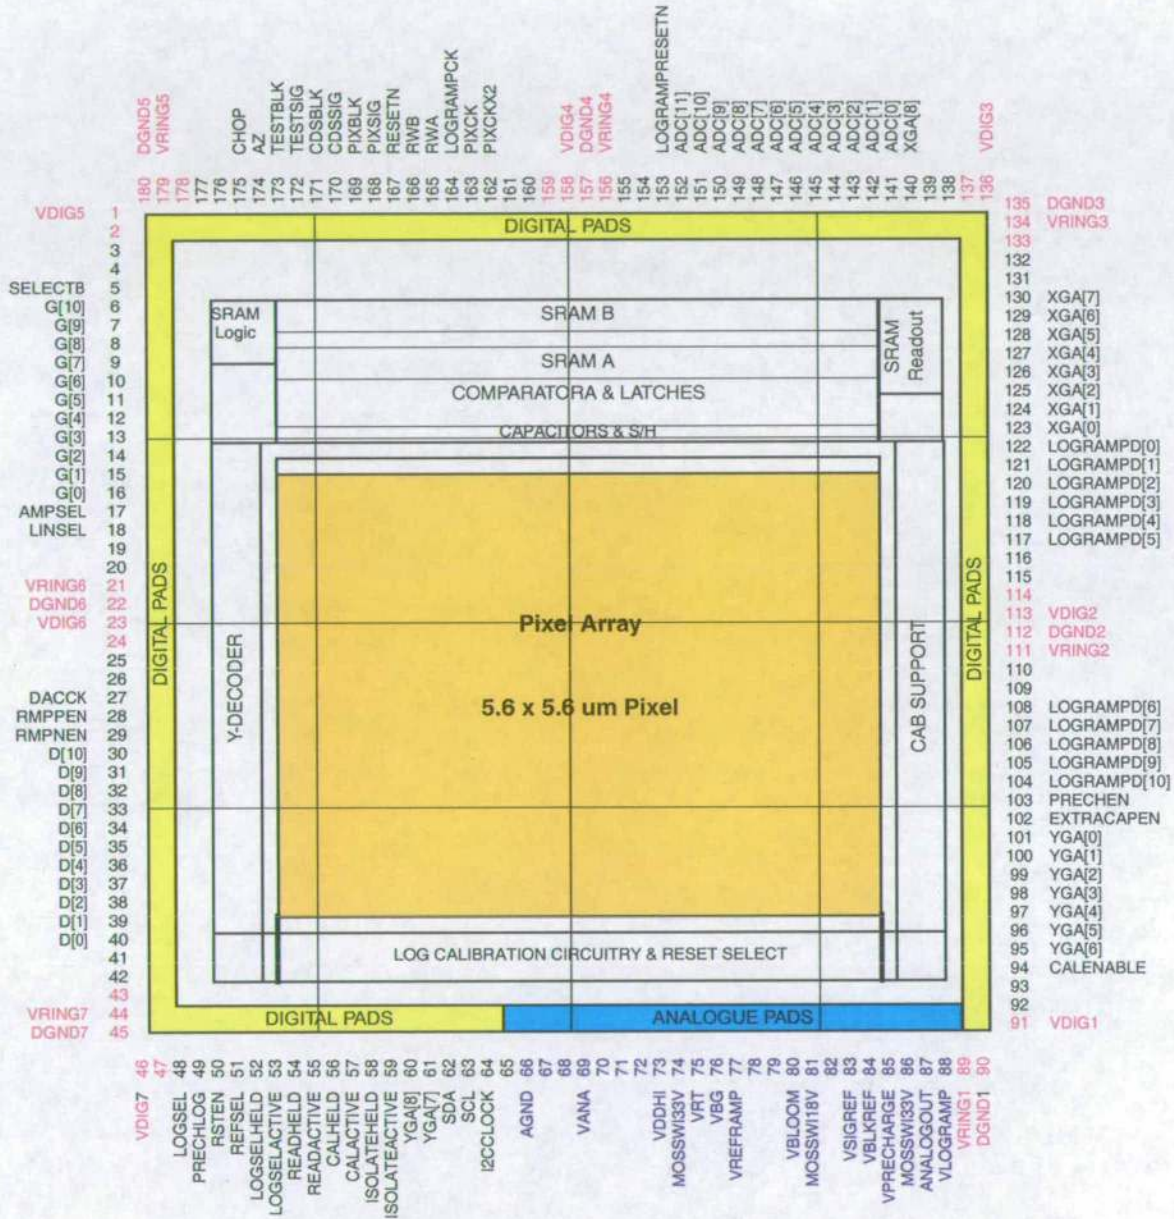 DGND5 180
VRING5 179
178
177
176
CHOP 175
AZ 174
TESTBLK 173
TESTSIG 172
CDSBLK 171
CDSSIG 170
PIXBLK 169
PIXSIG 168
RESETN 167
RWB 166
RWA 165
LOGRAMPCK 164
PIXCK 163
PIXCKX2 162
161
160
159
VDIG4 158
DGND4 157
VRING4 156
155
154
LOGRAMPRESETN 153
ADC[11] 152
ADC[10] 151
ADC[9] 150
ADC[8] 149
ADC[7] 148
ADC[6] 147
ADC[5] 146
ADC[4] 145
ADC[3] 144
ADC[2] 143
ADC[1] 142
ADC[0] 141
XGA[8] 140
139
138
137
VDIG3 136
VDIG5 1
2
3
4
SELECTB 5
G[10] 6
G[9] 7
G[8] 8
G[7] 9
G[6] 10
G[5] 11
G[4] 12
G[3] 13
G[2] 14
G[1] 15
G[0] 16
AMPSEL 17
LINSEL 18
19
20
VRING6 21
DGND6 22
VDIG6 23
24
25
26
DACCK 27
RMPPEN 28
RMPNEN 29
D[10] 30
D[9] 31
D[8] 32
D[7] 33
D[6] 34
D[5] 35
D[4] 36
D[3] 37
D[2] 38
D[1] 39
D[0] 40
41
42
43
VRING7 44
DGND7 45
DIGITAL PADS
DIGITAL PADS
SRAM
Logic
SRAM B
SRAM A
COMPARATORA & LATCHES
CAPACITORS & S/H
SRAM
Readout
Y-DECODER
Pixel Array
5.6 x 5.6 um Pixel
CAB SUPPORT
DIGITAL PADS
LOG CALIBRATION CIRCUITRY & RESET SELECT
DIGITAL PADS
ANALOGUE PADS
135 DGND3
134 VRING3
133
132
131
130 XGA[7]
129 XGA[6]
128 XGA[5]
127 XGA[4]
126 XGA[3]
125 XGA[2]
124 XGA[1]
123 XGA[0]
122 LOGRAMPD[0]
121 LOGRAMPD[1]
120 LOGRAMPD[2]
119 LOGRAMPD[3]
118 LOGRAMPD[4]
117 LOGRAMPD[5]
116
115
114
113 VDIG2
112 DGND2
111 VRING2
110
109
108 LOGRAMPD[6]
107 LOGRAMPD[7]
106 LOGRAMPD[8]
105 LOGRAMPD[9]
104 LOGRAMPD[10]
103 PRECHEN
102 EXTRACAPEN
101 YGA[0]
100 YGA[1]
99 YGA[2]
98 YGA[3]
97 YGA[4]
96 YGA[5]
95 YGA[6]
94 CALENABLE
93
92
91 VDIG1
VDIG7 46
47
LOGSEL 48
PRECHLOG 49
RSTEN 50
REFSEL 51
LOGSELHELD 52
LOGSELACTIVE 53
READHELD 54
READACTIVE 55
CALHELD 56
CALACTIVE 57
ISOLATEHELD 58
ISOLATEACTIVE 59
YGA[8] 60
YGA[7] 61
SDA 62
SCL 63
I2CCLOCK 64
65
AGND 66
67
68
VANA 69
70
71
72
VDDHI 73
MOSSWI33V 74
VRT 75
VBG 76
VREFRAMP 77
78
79
VBLOOM 80
MOSSWI18V 81
82
VSIGREF 83
VBLKREF 84
VPRECHARGE 85
MOSSWI33V 86
ANALOGOUT 87
VLOGRAMP 88
VRING1 89
DGND1 90